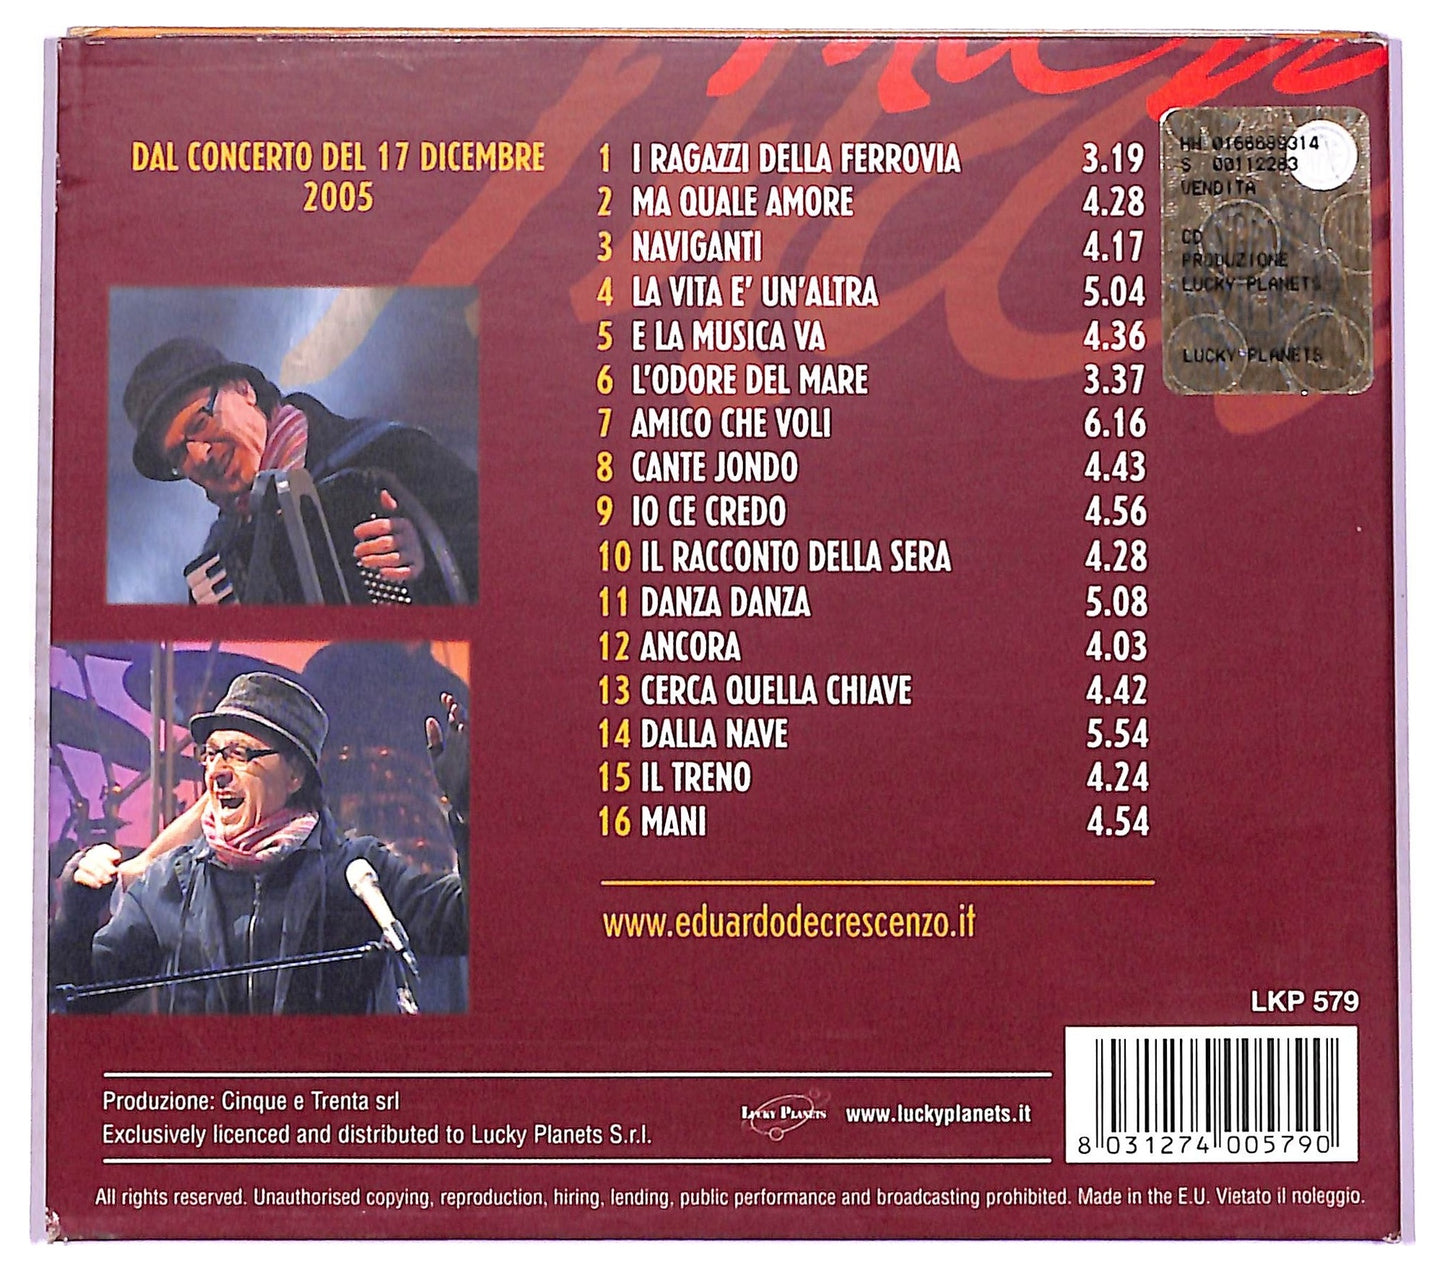 DAL CONCERTO DEL 17 DICEMBRE
2005
1 I RAGAZZI DELLA FERROVIA 3.19
2 MA QUALE AMORE 4.28
3 NAVIGANTI 4.17
4 LA VITA E' UN'ALTRA 5.04
5 E LA MUSICA VA 4.36
6 L'ODORE DEL MARE 3.37
7 AMICO CHE VOLI 6.16
8 CANTE JONDO 4.43
9 IO CE CREDO 4.56
10 IL RACCONTO DELLA SERA 4.28
11 DANZA DANZA 5.08
12 ANCORA 4.03
13 CERCA QUELLA CHIAVE 4.42
14 DALLA NAVE 5.54
15 IL TRENO 4.24
16 MANI 4.54
www.eduardodecrescenzo.it
HH 0168889314
S 00112283
VENDITA
CD
PRODUZIONE
LUCKY PLANETS
LUCKY PLANETS
LKP 579
8 031274 005790
Produzione: Cinque e Trenta srl
Exclusively licenced and distributed to Lucky Planets S.r.l.
LUCKY PLANETS
www.luckyplanets.it
All rights reserved. Unauthorised copying, reproduction, hiring, lending, public performance and broadcasting prohibited. Made in the E.U. Vietato il noleggio.